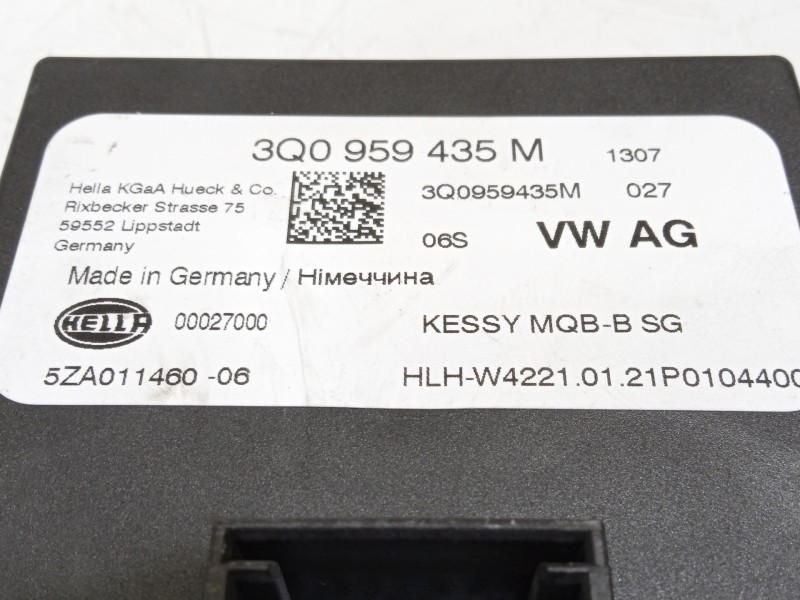 3Q0 959 435 M 1307
Hella KGaA Hueck & Co.
Rixbecker Strasse 75
59552 Lippstadt
Germany
3Q0959435M 027
06S VW AG
Made in Germany / Німеччина
HELLA 00027000 KESSY MQB-B SG
5ZA011460 -06 HLH-W4221.01.21P0104400